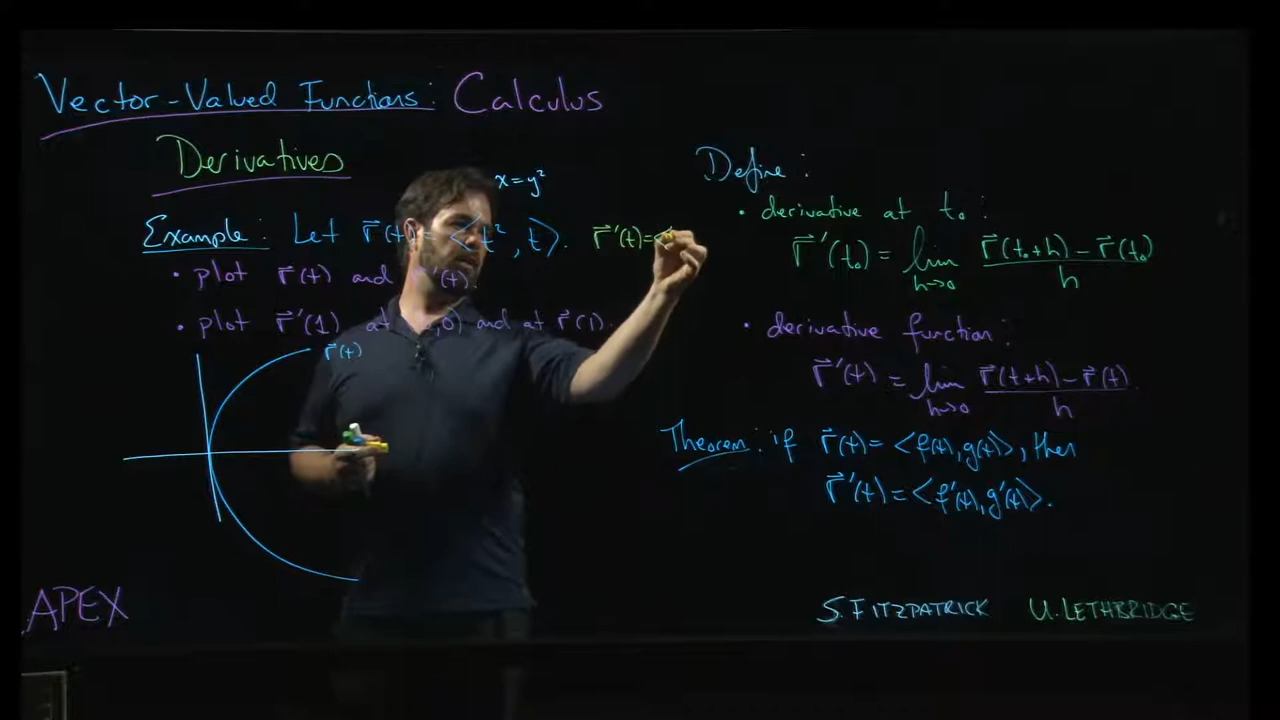 Vector-Valued Functions: Calculus
Derivatives
x = y²
Example: Let r⃗(t) = <t², t>. r⃗'(t) = <
• plot r⃗(t) and r⃗'(t).
• plot r⃗'(1) at ,0) and at r⃗(1).
r⃗(t)
APEX
Define:
• derivative at t₀:
r⃗'(t₀) = lim h→0 r⃗(t₀+h) − r⃗(t₀) / h
• derivative function:
r⃗'(t) = lim h→0 r⃗(t+h) − r⃗(t) / h
Theorem: if r⃗(t) = <f(t), g(t)>, then
r⃗'(t) = <f'(t), g'(t)>.
S. FITZPATRICK U. LETHBRIDGE